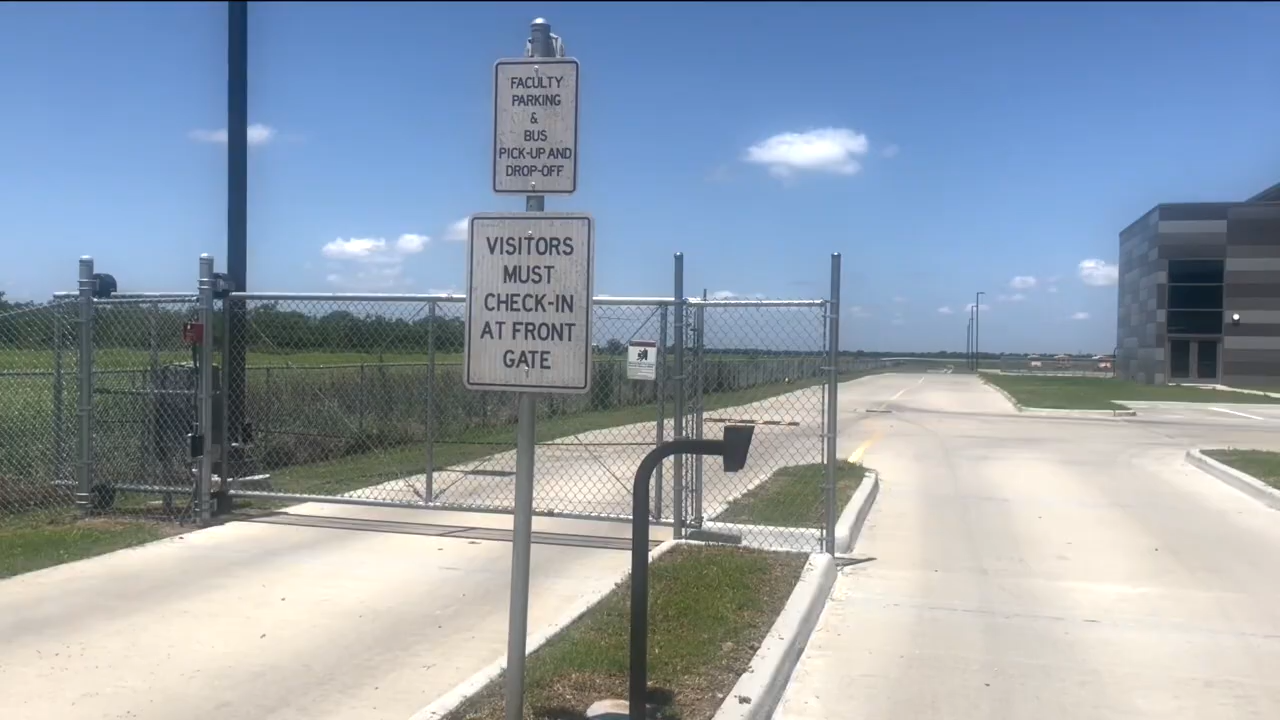 FACULTY
PARKING
&
BUS
PICK-UP AND
DROP-OFF
VISITORS
MUST
CHECK-IN
AT FRONT
GATE